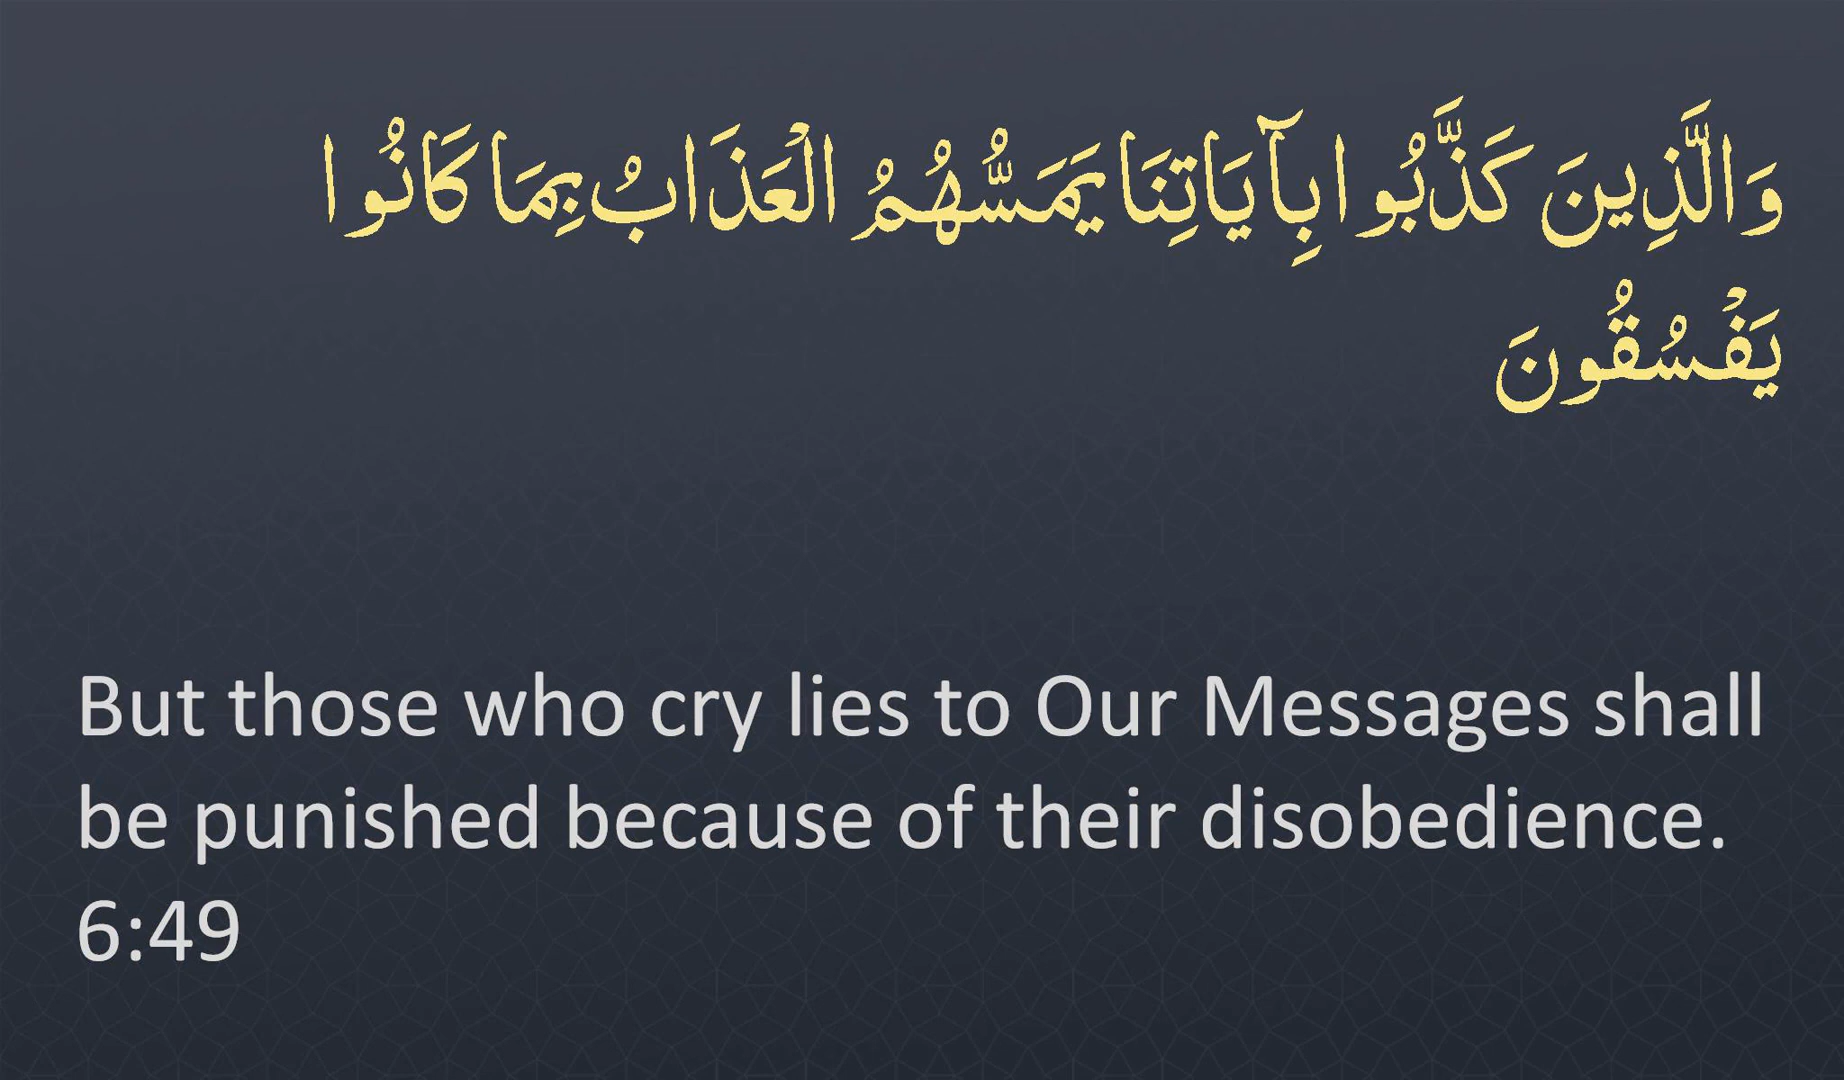 وَالَّذِينَ كَذَّبُوا بِآيَاتِنَا يَمَسُّهُمُ الْعَذَابُ بِمَا كَانُوا
يَفْسُقُونَ
But those who cry lies to Our Messages shall
be punished because of their disobedience.
6:49